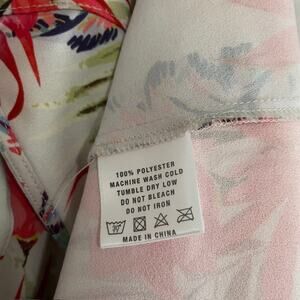 100% POLYESTER
MACHINE WASH COLD
TUMBLE DRY LOW
DO NOT BLEACH
DO NOT IRON
MADE IN CHINA